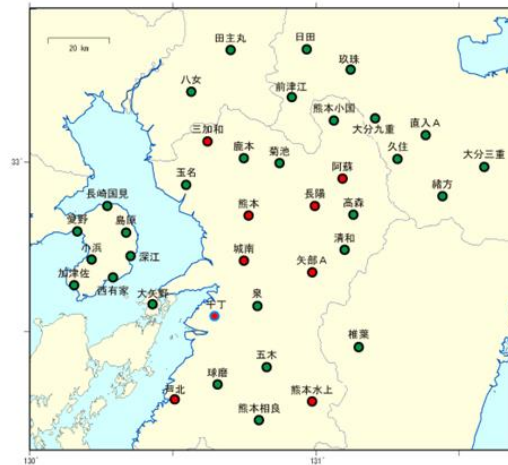 20 km
日田
田主丸
玖珠
八女
前津江
熊本小国
大分九重
直入A
三加和
久住
33°
鹿本
菊池
大分三重
阿蘇
玉名
緒方
長崎国見
長陽
熊本
高森
愛野
島原
清和
小浜
深江
城南
矢部A
加津佐
西有家
大矢野
泉
千丁
椎葉
五木
球磨
芦北
熊本水上
熊本相良
130°
131°